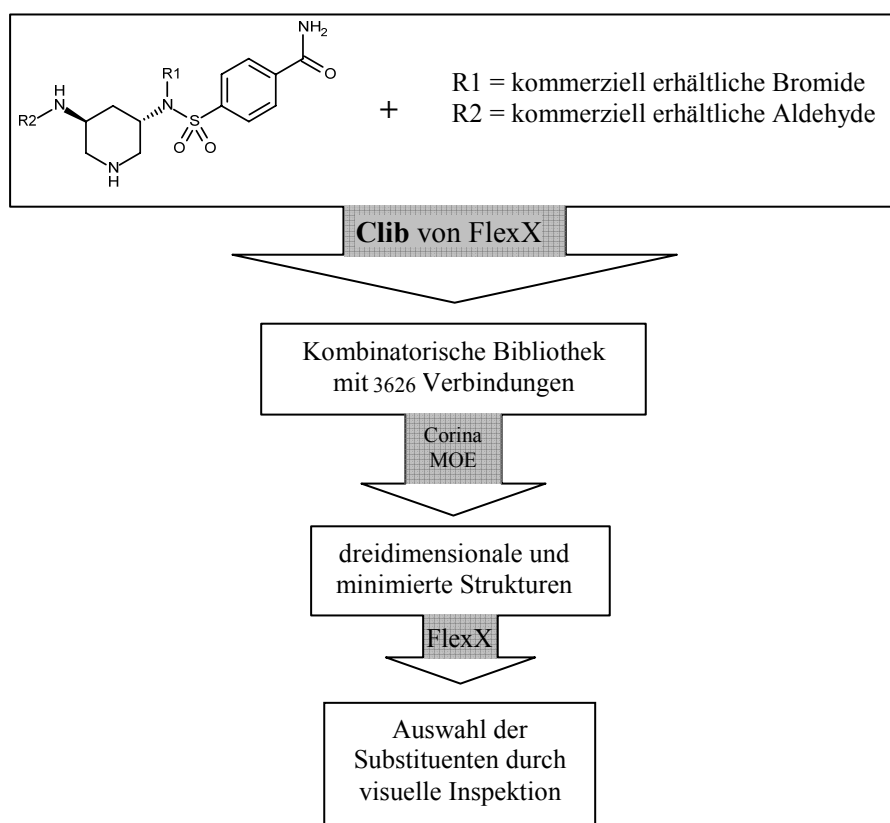 NH₂
R1
H
N
N
O
R2
S
O O
N
H
+
R1 = kommerziell erhältliche Bromide
R2 = kommerziell erhältliche Aldehyde
Clib von FlexX
Kombinatorische Bibliothek
mit 3626 Verbindungen
Corina
MOE
dreidimensionale und
minimierte Strukturen
FlexX
Auswahl der
Substituenten durch
visuelle Inspektion